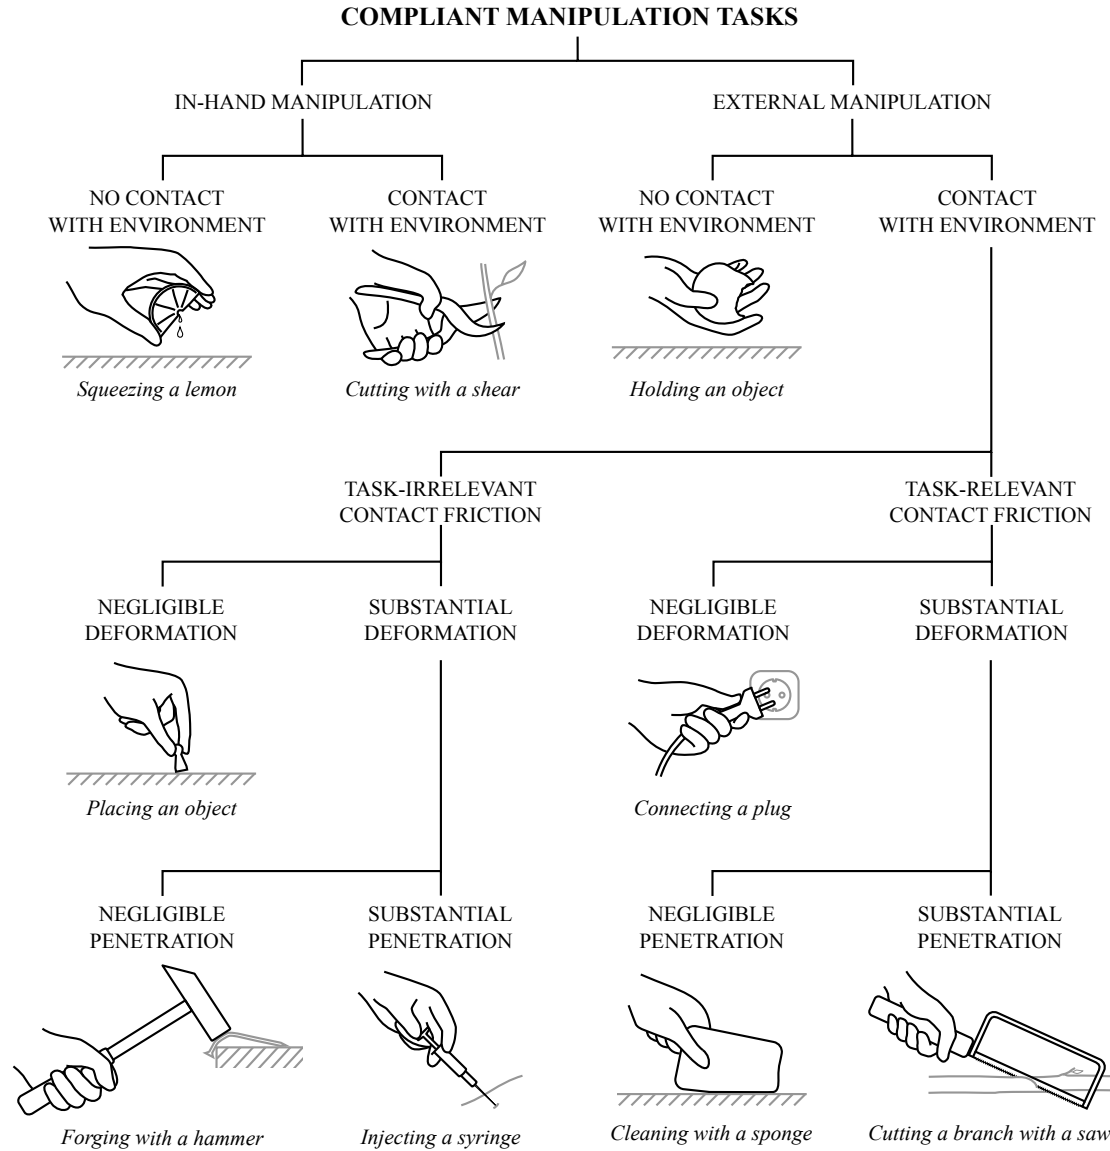 COMPLIANT MANIPULATION TASKS
IN-HAND MANIPULATION
EXTERNAL MANIPULATION
NO CONTACT
WITH ENVIRONMENT
CONTACT
WITH ENVIRONMENT
NO CONTACT
WITH ENVIRONMENT
CONTACT
WITH ENVIRONMENT
Squeezing a lemon
Cutting with a shear
Holding an object
TASK-IRRELEVANT
CONTACT FRICTION
TASK-RELEVANT
CONTACT FRICTION
NEGLIGIBLE
DEFORMATION
SUBSTANTIAL
DEFORMATION
NEGLIGIBLE
DEFORMATION
SUBSTANTIAL
DEFORMATION
Placing an object
Connecting a plug
NEGLIGIBLE
PENETRATION
SUBSTANTIAL
PENETRATION
NEGLIGIBLE
PENETRATION
SUBSTANTIAL
PENETRATION
Forging with a hammer
Injecting a syringe
Cleaning with a sponge
Cutting a branch with a saw